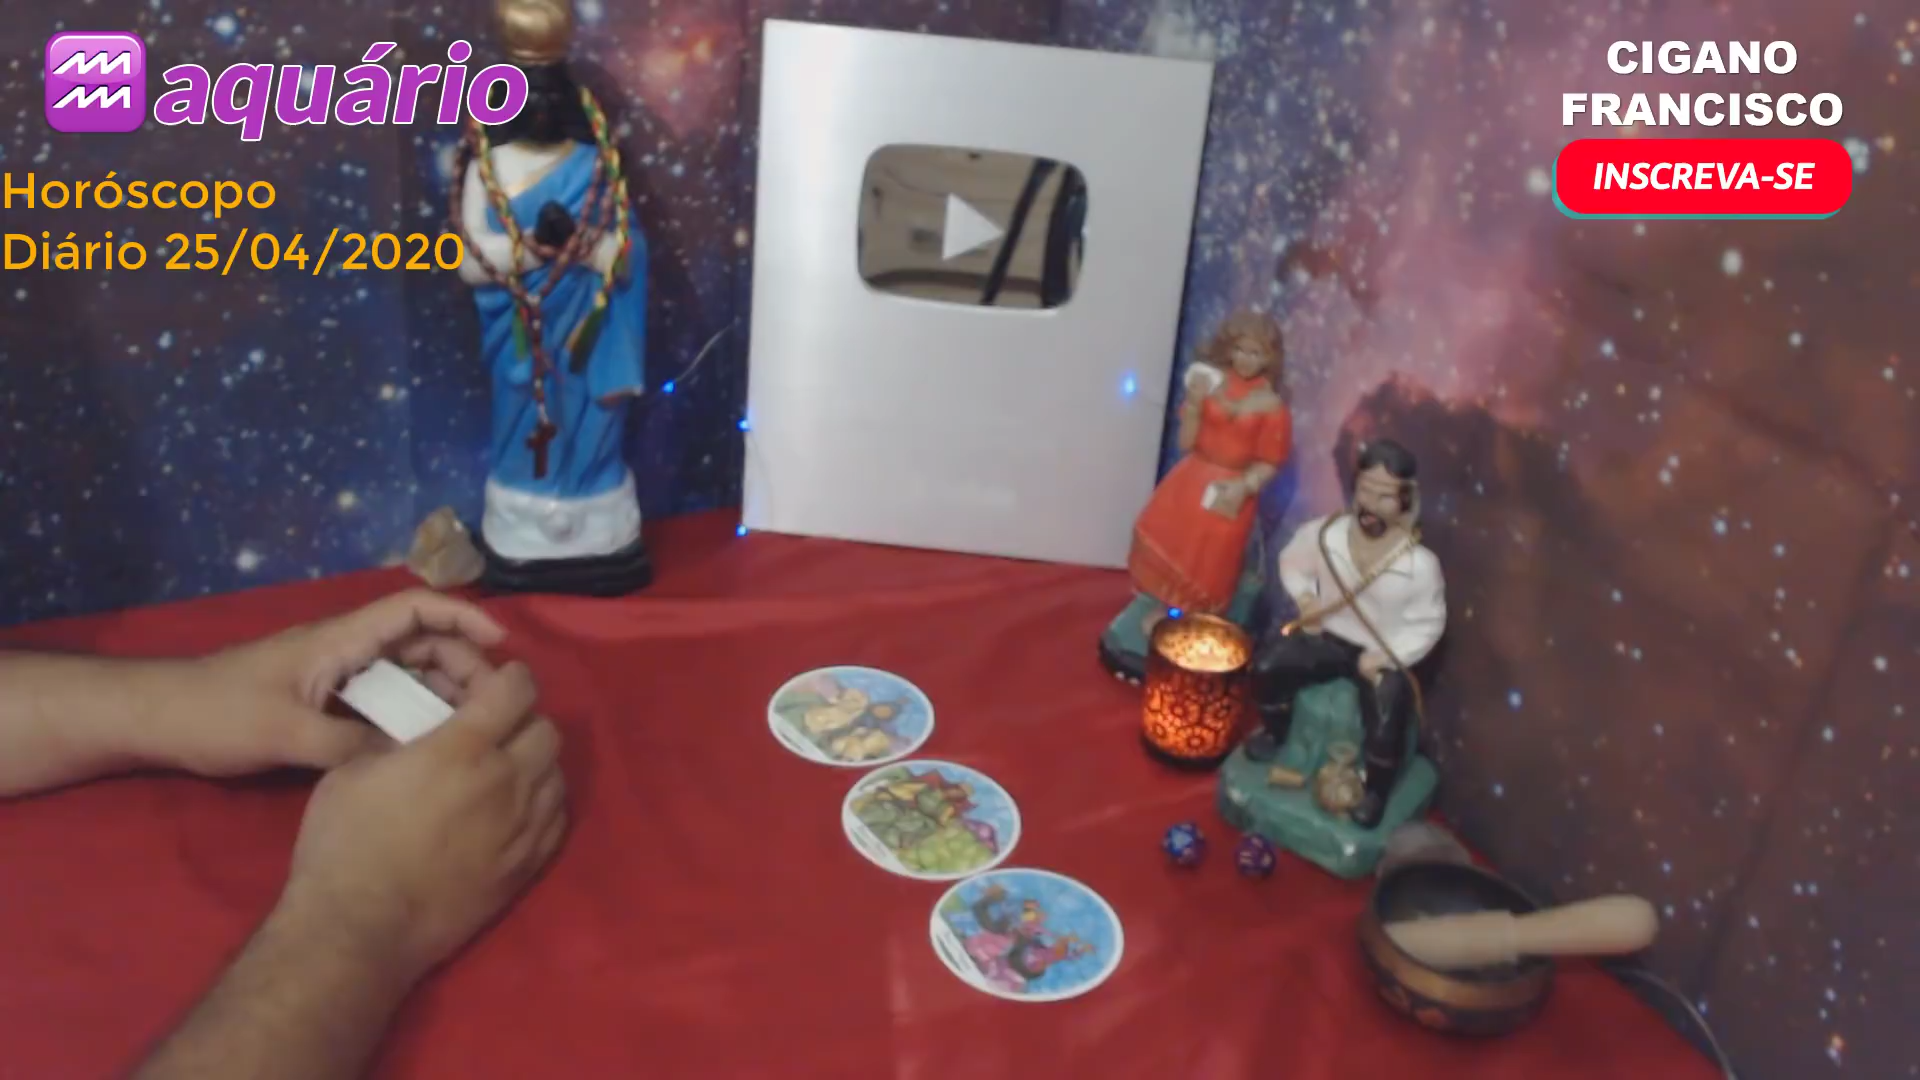 ♒aquário
Horóscopo
Diário 25/04/2020
CIGANO
FRANCISCO
INSCREVA-SE